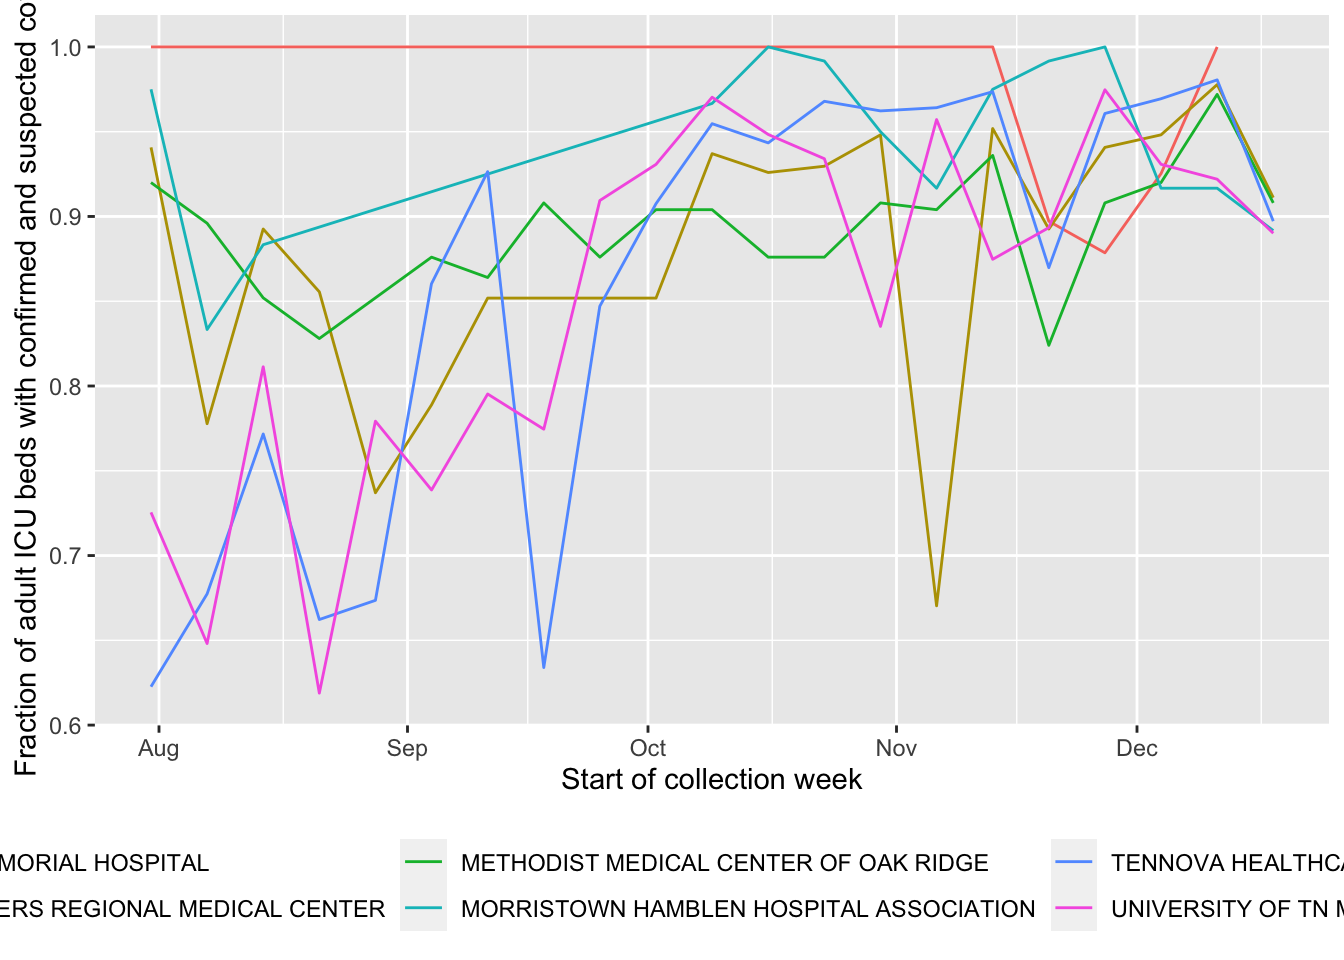 Fraction of adult ICU beds with confirmed and suspected co
1.0
0.9
0.8
0.7
0.6
Aug Sep Oct Nov Dec
Start of collection week
MORIAL HOSPITAL METHODIST MEDICAL CENTER OF OAK RIDGE TENNOVA HEALTHCA
ERS REGIONAL MEDICAL CENTER MORRISTOWN HAMBLEN HOSPITAL ASSOCIATION UNIVERSITY OF TN M